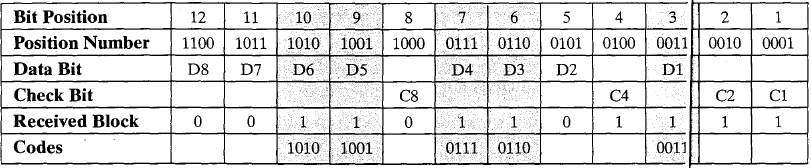 Bit Position 12 11 10 9 8 7 6 5 4 3 2 1
Position Number 1100 1011 1010 1001 1000 0111 0110 0101 0100 0011 0010 0001
Data Bit D8 D7 D6 D5 D4 D3 D2 D1
Check Bit C8 C4 C2 C1
Received Block 0 0 1 1 0 1 1 0 1 1 1 1
Codes 1010 1001 0111 0110 0011